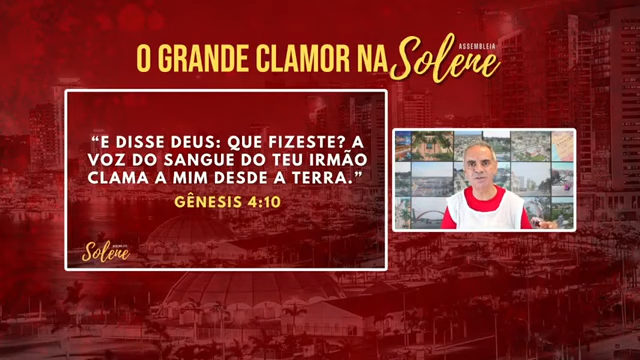 O GRANDE CLAMOR NA Solene
ASSEMBLEIA
“E DISSE DEUS: QUE FIZESTE? A
VOZ DO SANGUE DO TEU IRMÃO
CLAMA A MIM DESDE A TERRA.”
GÊNESIS 4:10
Solene